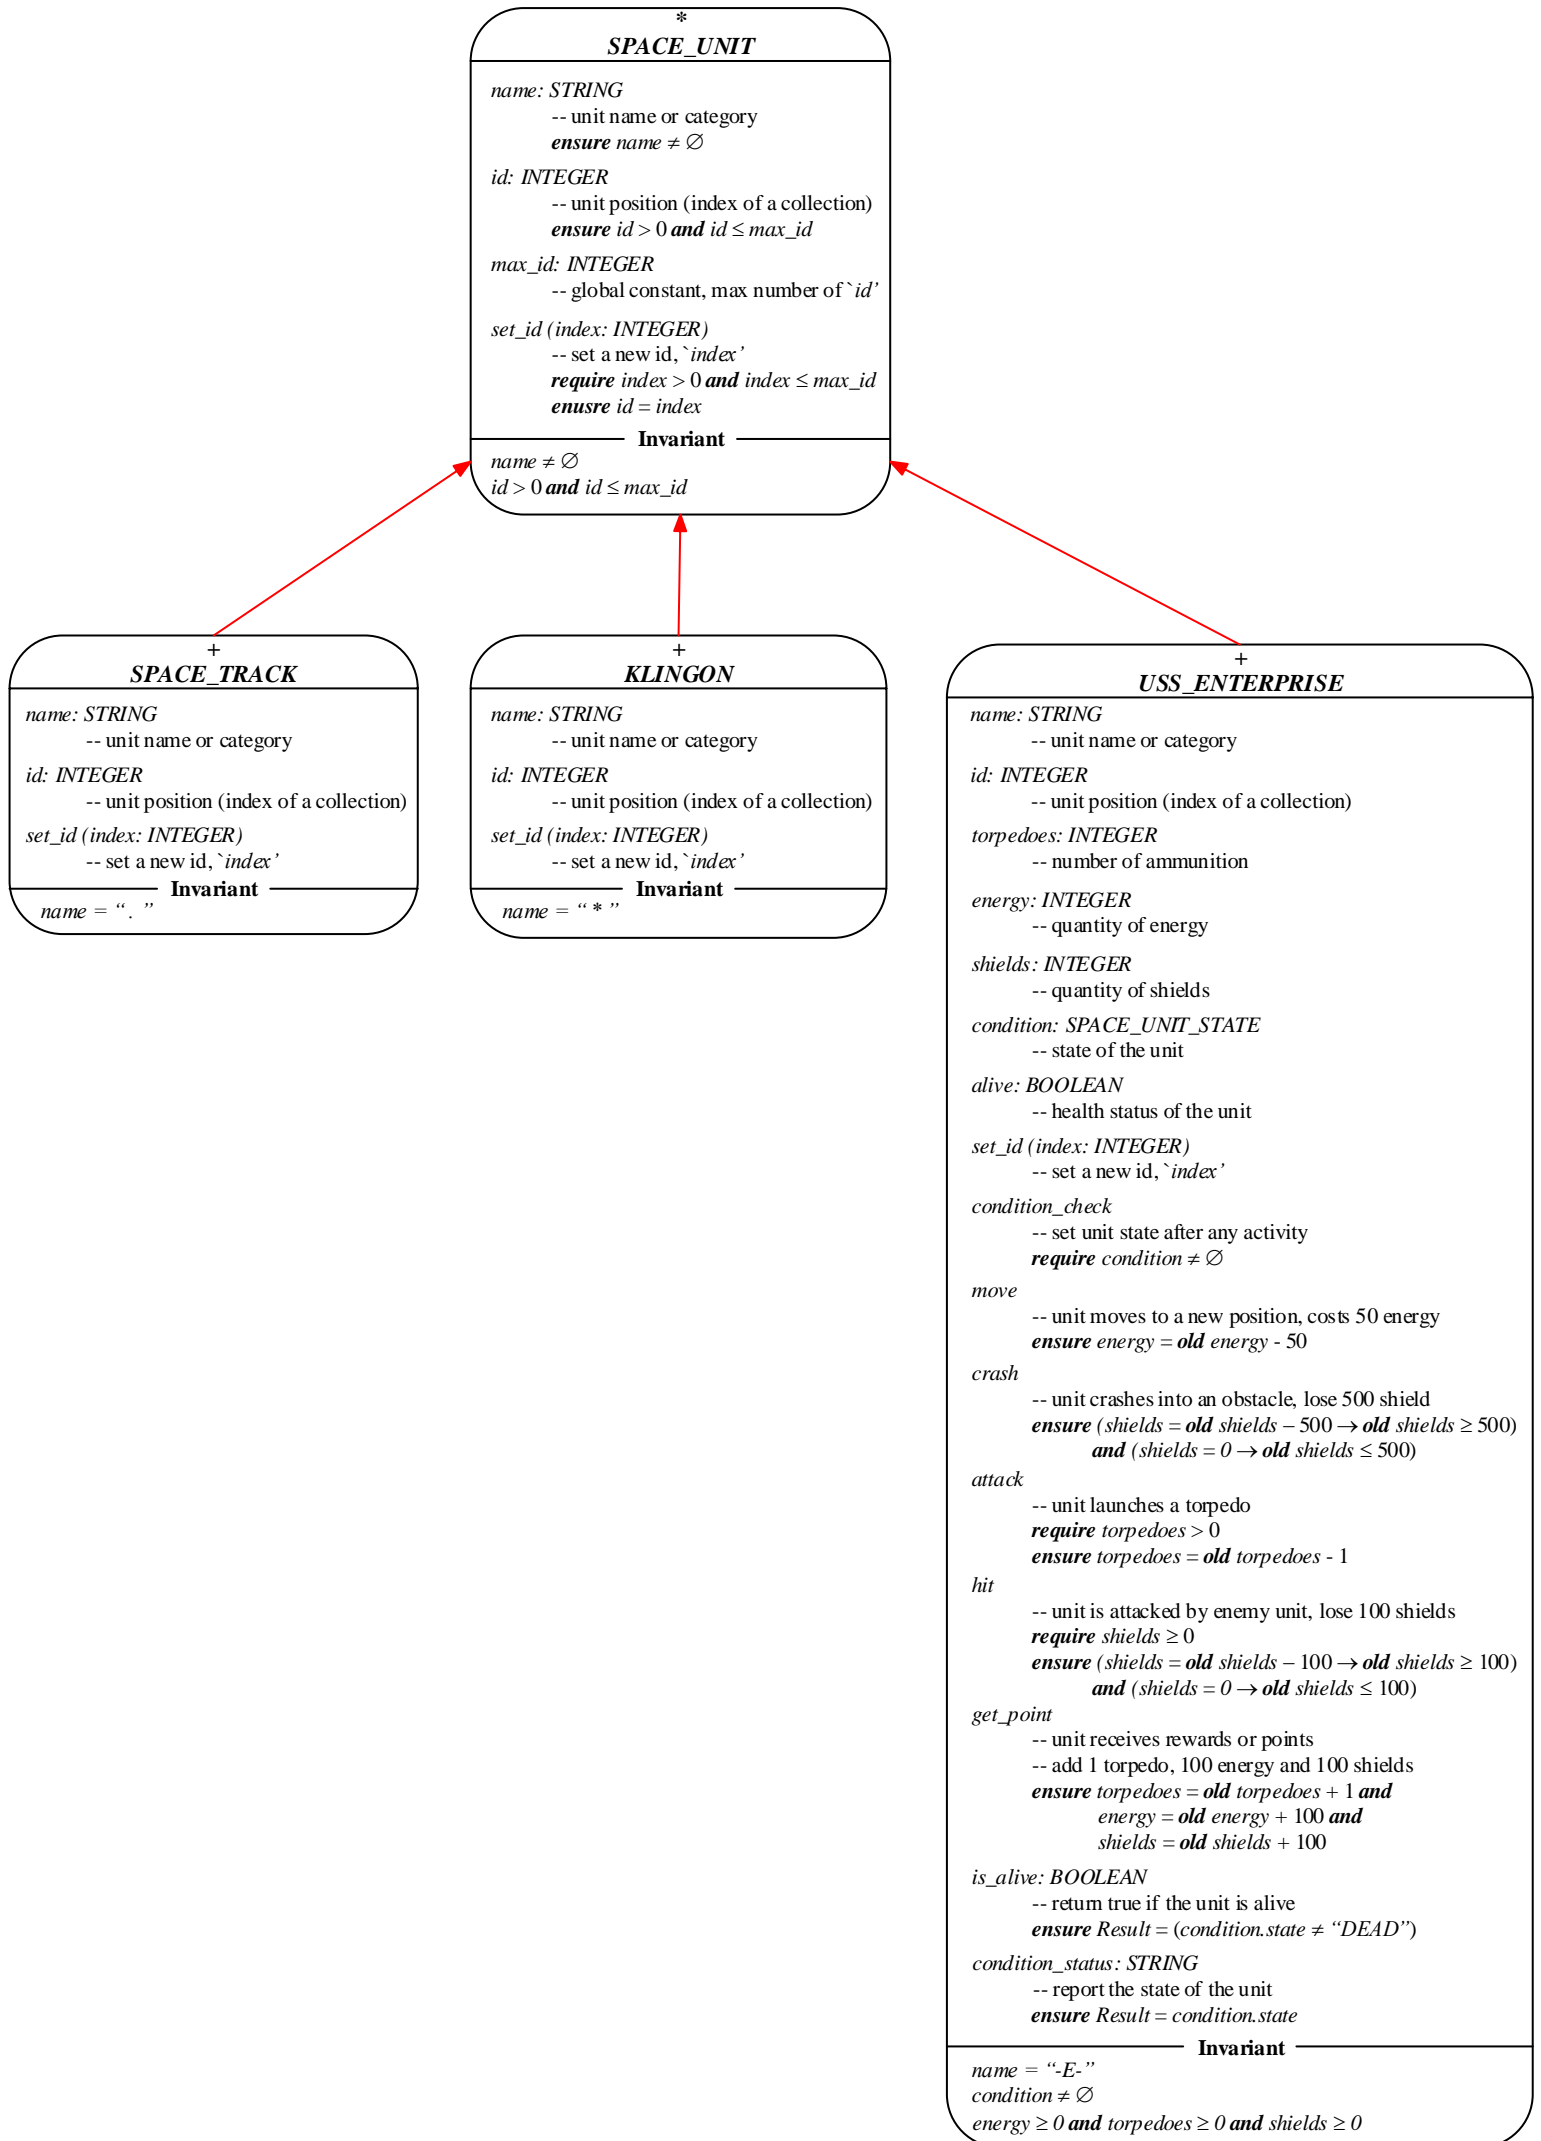 *
SPACE_UNIT
name: STRING
-- unit name or category
ensure name ≠ ∅
id: INTEGER
-- unit position (index of a collection)
ensure id > 0 and id ≤ max_id
max_id: INTEGER
-- global constant, max number of `id’
set_id (index: INTEGER)
-- set a new id, `index’
require index > 0 and index ≤ max_id
enusre id = index
Invariant
name ≠ ∅
id > 0 and id ≤ max_id
+
SPACE_TRACK
name: STRING
-- unit name or category
id: INTEGER
-- unit position (index of a collection)
set_id (index: INTEGER)
-- set a new id, `index’
Invariant
name = “ . ”
+
KLINGON
name: STRING
-- unit name or category
id: INTEGER
-- unit position (index of a collection)
set_id (index: INTEGER)
-- set a new id, `index’
Invariant
name = “ * ”
+
USS_ENTERPRISE
name: STRING
-- unit name or category
id: INTEGER
-- unit position (index of a collection)
torpedoes: INTEGER
-- number of ammunition
energy: INTEGER
-- quantity of energy
shields: INTEGER
-- quantity of shields
condition: SPACE_UNIT_STATE
-- state of the unit
alive: BOOLEAN
-- health status of the unit
set_id (index: INTEGER)
-- set a new id, `index’
condition_check
-- set unit state after any activity
require condition ≠ ∅
move
-- unit moves to a new position, costs 50 energy
ensure energy = old energy - 50
crash
-- unit crashes into an obstacle, lose 500 shield
ensure (shields = old shields – 500 → old shields ≥ 500)
and (shields = 0 → old shields ≤ 500)
attack
-- unit launches a torpedo
require torpedoes > 0
ensure torpedoes = old torpedoes - 1
hit
-- unit is attacked by enemy unit, lose 100 shields
require shields ≥ 0
ensure (shields = old shields – 100 → old shields ≥ 100)
and (shields = 0 → old shields ≤ 100)
get_point
-- unit receives rewards or points
-- add 1 torpedo, 100 energy and 100 shields
ensure torpedoes = old torpedoes + 1 and
energy = old energy + 100 and
shields = old shields + 100
is_alive: BOOLEAN
-- return true if the unit is alive
ensure Result = (condition.state ≠ “DEAD”)
condition_status: STRING
-- report the state of the unit
ensure Result = condition.state
Invariant
name = “-E-”
condition ≠ ∅
energy ≥ 0 and torpedoes ≥ 0 and shields ≥ 0